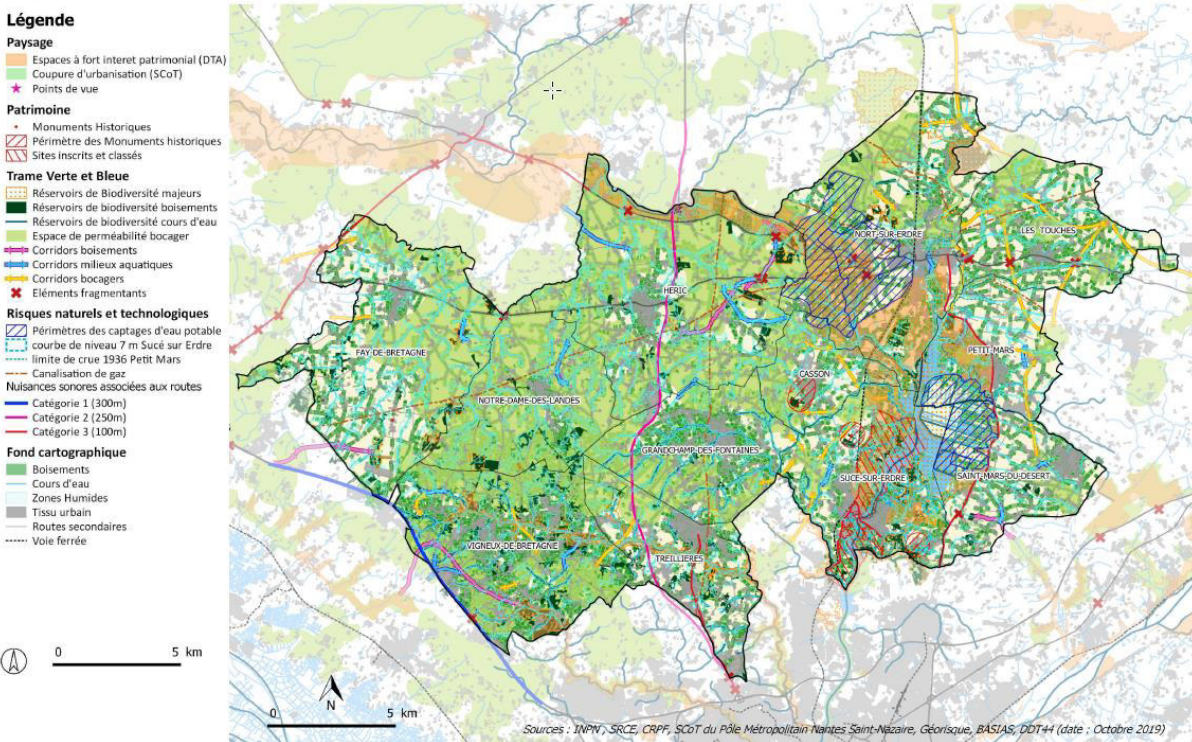 Légende
Paysage
Espaces à fort interet patrimonial (DTA)
Coupure d'urbanisation (SCoT)
Points de vue
Patrimoine
Monuments Historiques
Périmètre des Monuments historiques
Sites inscrits et classés
Trame Verte et Bleue
Réservoirs de Biodiversité majeurs
Réservoirs de biodiversité boisements
Réservoirs de biodiversité cours d'eau
Espace de perméabilité bocager
Corridors boisements
Corridors milieux aquatiques
Corridors bocagers
Eléments fragmentants
Risques naturels et technologiques
Périmètres des captages d'eau potable
courbe de niveau 7 m Sucé sur Erdre
limite de crue 1936 Petit Mars
Canalisation de gaz
Nuisances sonores associées aux routes
Catégorie 1 (300m)
Catégorie 2 (250m)
Catégorie 3 (100m)
Fond cartographique
Boisements
Cours d'eau
Zones Humides
Tissu urbain
Routes secondaires
Voie ferrée
0 5 km
NORT-SUR-ERDRE
LES TOUCHES
HERIC
FAY-DE-BRETAGNE
PETIT-MARS
CASSON
NOTRE-DAME-DES-LANDES
GRANDCHAMP-DES-FONTAINES
SUCE-SUR-ERDRE
SAINT-MARS-DU-DESERT
VIGNEUX-DE-BRETAGNE
TREILLIERES
N
0 5 km
Sources : INPN , SRCE, CRPF, SCoT du Pôle Métropolitain Nantes Saint-Nazaire, Géorisque, BASIAS, DDT44 (date : Octobre 2019)